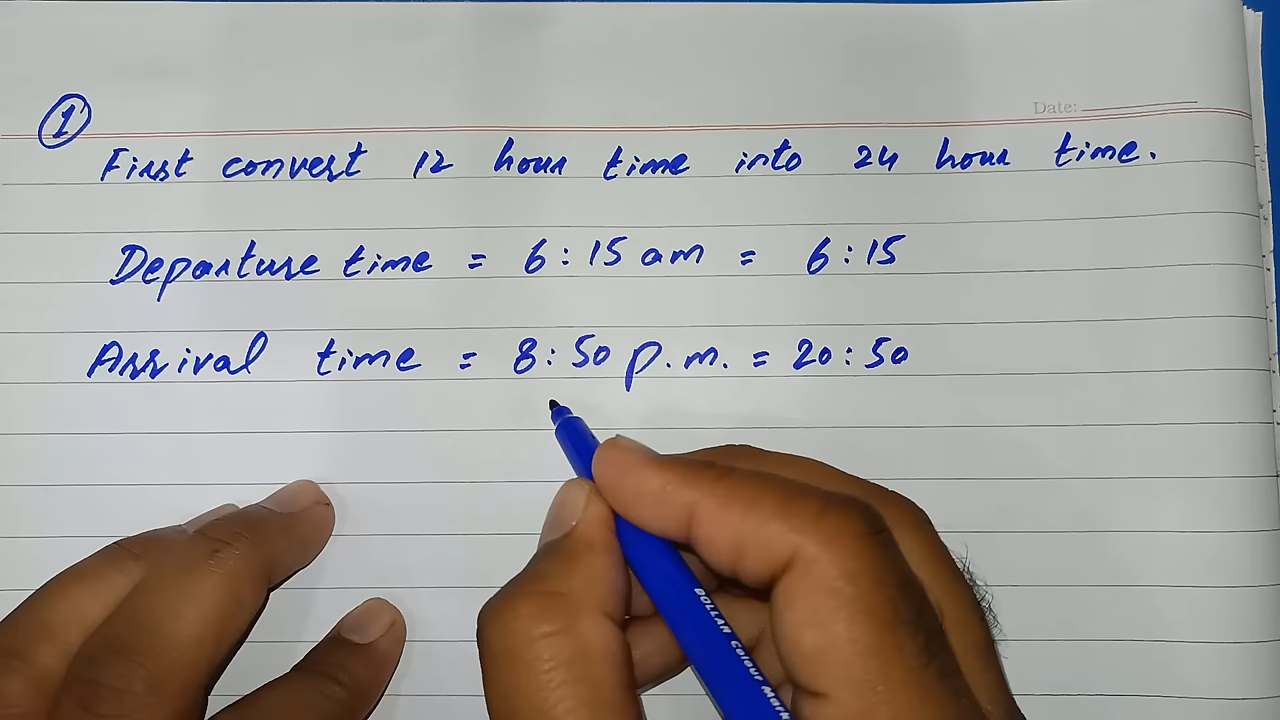 1
Date:
First convert 12 hour time into 24 hour time.
Departure time = 6:15 am = 6:15
Arrival time = 8:50 p.m. = 20:50
DOLLAR Colour Mark